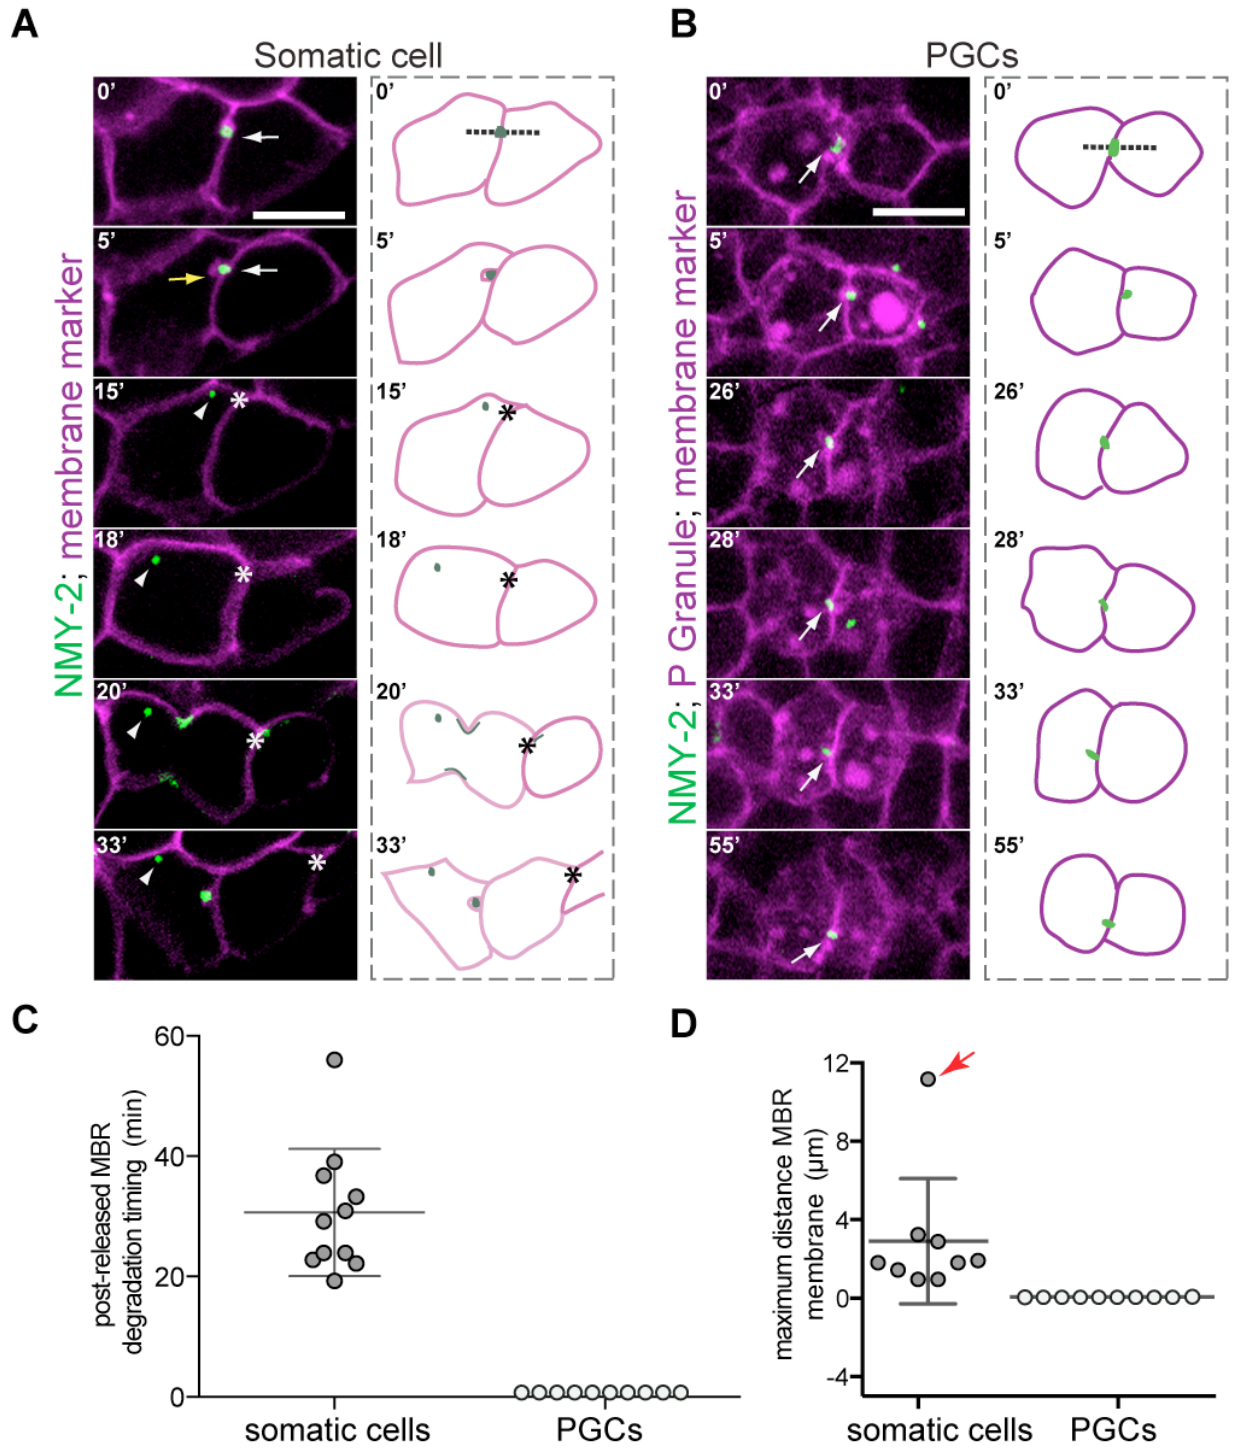 A
Somatic cell
NMY-2; membrane marker
0’
0’
5’
5’
15’
15’
*
*
18’
18’
*
*
20’
20’
*
*
33’
33’
*
*
B
PGCs
NMY-2; P Granule; membrane marker
0’
0’
5’
5’
26’
26’
28’
28’
33’
33’
55’
55’
C
post-released MBR
degradation timing (min)
60
40
20
0
somatic cells
PGCs
D
maximum distance MBR
membrane (µm)
12
8
4
0
-4
somatic cells
PGCs